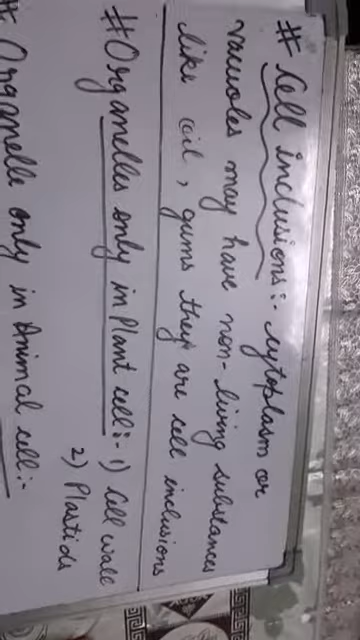 # Cell inclusions:- cytoplasm or
vacuoles may have non-living substances
like oil, gums they are cell inclusions
# Organelles only in Plant cell:- 1) Cell wall
2) Plastids
# Organelle only in Animal cell:-